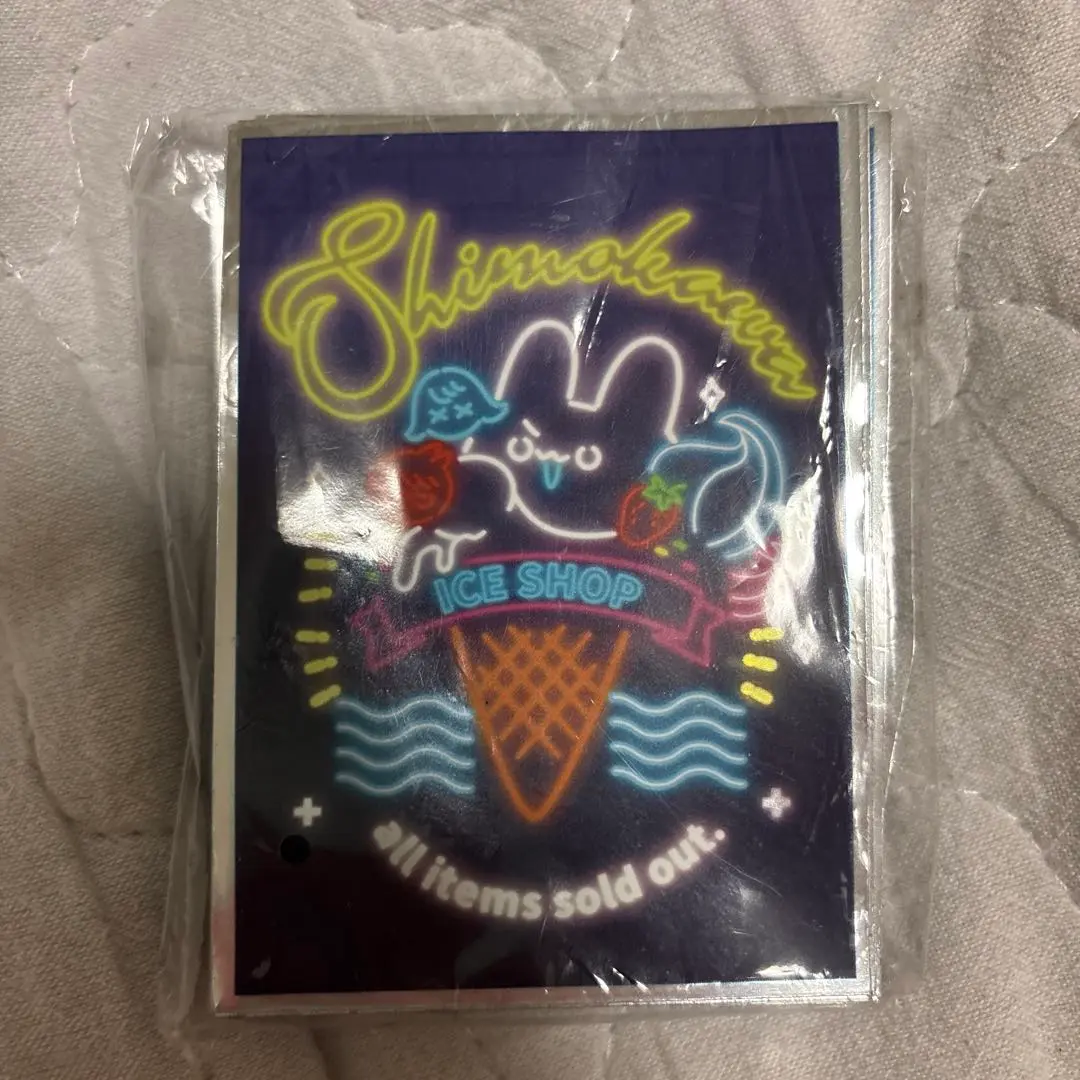 Shimokawa
ICE SHOP
all items sold out.